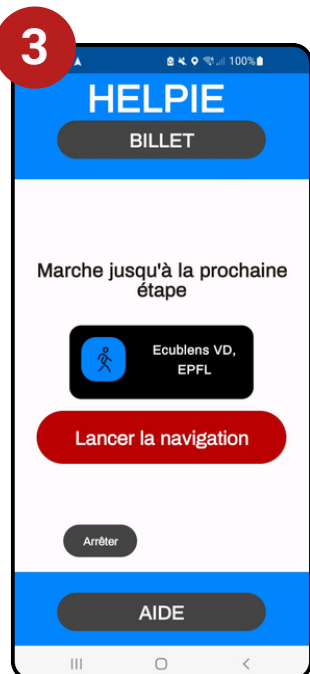 3
100%
HELPIE
BILLET
Marche jusqu'à la prochaine
étape
Ecublens VD,
EPFL
Lancer la navigation
Arrêter
AIDE